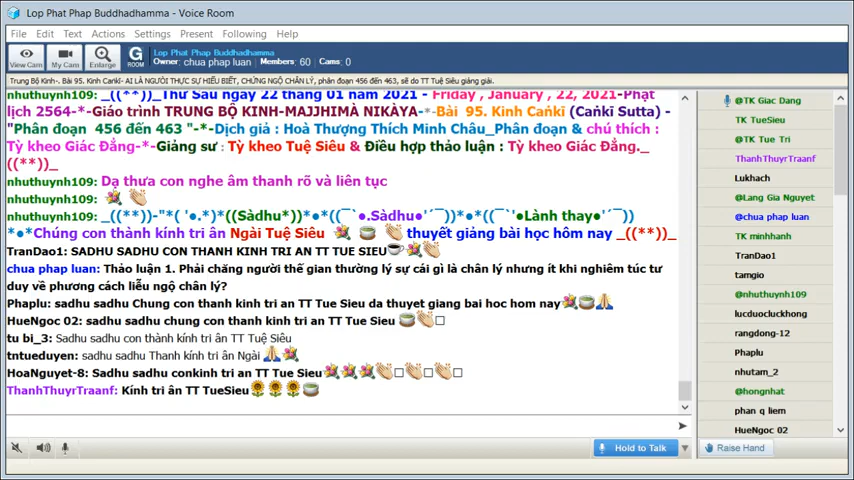 Lop Phat Phap Buddhadhamma - Voice Room
File Edit Text Actions Settings Present Following Help
View Cam My Cam Enlarge ROOM
Lop Phat Phap Buddhadhamma
Owner: chua phap luan : Members: 60 : Cams: 0
Trung Bộ Kinh-. Bài 95. Kinh Canki- AI LÀ NGƯỜI THỰC SỰ HIỂU BIẾT, CHỨNG NGỘ CHÂN LÝ, phân đoạn 456 đến 463, sẽ do TT Tuệ Siêu giảng giải.
nhuthuynh109: _((**))_Thứ Sáu ngày 22 tháng 01 năm 2021 - Friday , January , 22, 2021-Phật
lịch 2564-*-Giáo trình TRUNG BỘ KINH-MAJJHIMÀ NIKÀYA-*-Bài 95. Kinh Caṅkī (Caṅkī Sutta) -
"Phân đoạn 456 đến 463 "-*-Dịch giả : Hoà Thượng Thích Minh Châu_Phân đoạn & chú thích :
Tỳ kheo Giác Đẳng-*-Giảng sư : Tỳ kheo Tuệ Siêu & Điều hợp thảo luận : Tỳ kheo Giác Đẳng._
((**))_
nhuthuynh109: Dạ thưa con nghe âm thanh rõ và liên tục
nhuthuynh109:
nhuthuynh109: _((**))-"*( '●.*)*((Sàdhu*))*●*((¯`●.Sàdhu●'´¯))*●*((¯`'●Lành thay●'´¯))
*●*Chúng con thành kính tri ân Ngài Tuệ Siêu thuyết giảng bài học hôm nay _((**))_
TranDao1: SADHU SADHU CON THANH KINH TRI AN TT TUE SIEU
chua phap luan: Thảo luận 1. Phải chăng người thế gian thường lý sự cái gì là chân lý nhưng ít khi nghiêm túc tư
duy về phương cách liễu ngộ chân lý?
Phaplu: sadhu sadhu Chung con thanh kinh tri an TT Tue Sieu da thuyet giang bai hoc hom nay
HueNgoc 02: sadhu sadhu chung con thanh kinh tri an TT Tue Sieu
tu bi_3: Sadhu sadhu con thành kính tri ân TT Tuệ Siêu
tntueduyen: sadhu sadhu Thanh kính tri ân Ngài
HoaNguyet-8: Sadhu sadhu conkinh tri an TT Tue Sieu
ThanhThuyrTraanf: Kính tri ân TT TueSieu
Hold to Talk
@TK Giac Dang
TK TueSieu
@TK Tue Tri
ThanhThuyrTraanf
Lukhach
@Lang Gia Nguyet
@chua phap luan
TK minhhanh
TranDao1
tamgio
@nhuthuynh109
lucduocluckhong
rangdong-12
Phaplu
nhutam_2
@hongnhat
phan q liem
HueNgoc 02
Raise Hand